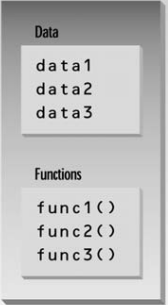 Data
data1
data2
data3
Functions
func1()
func2()
func3()